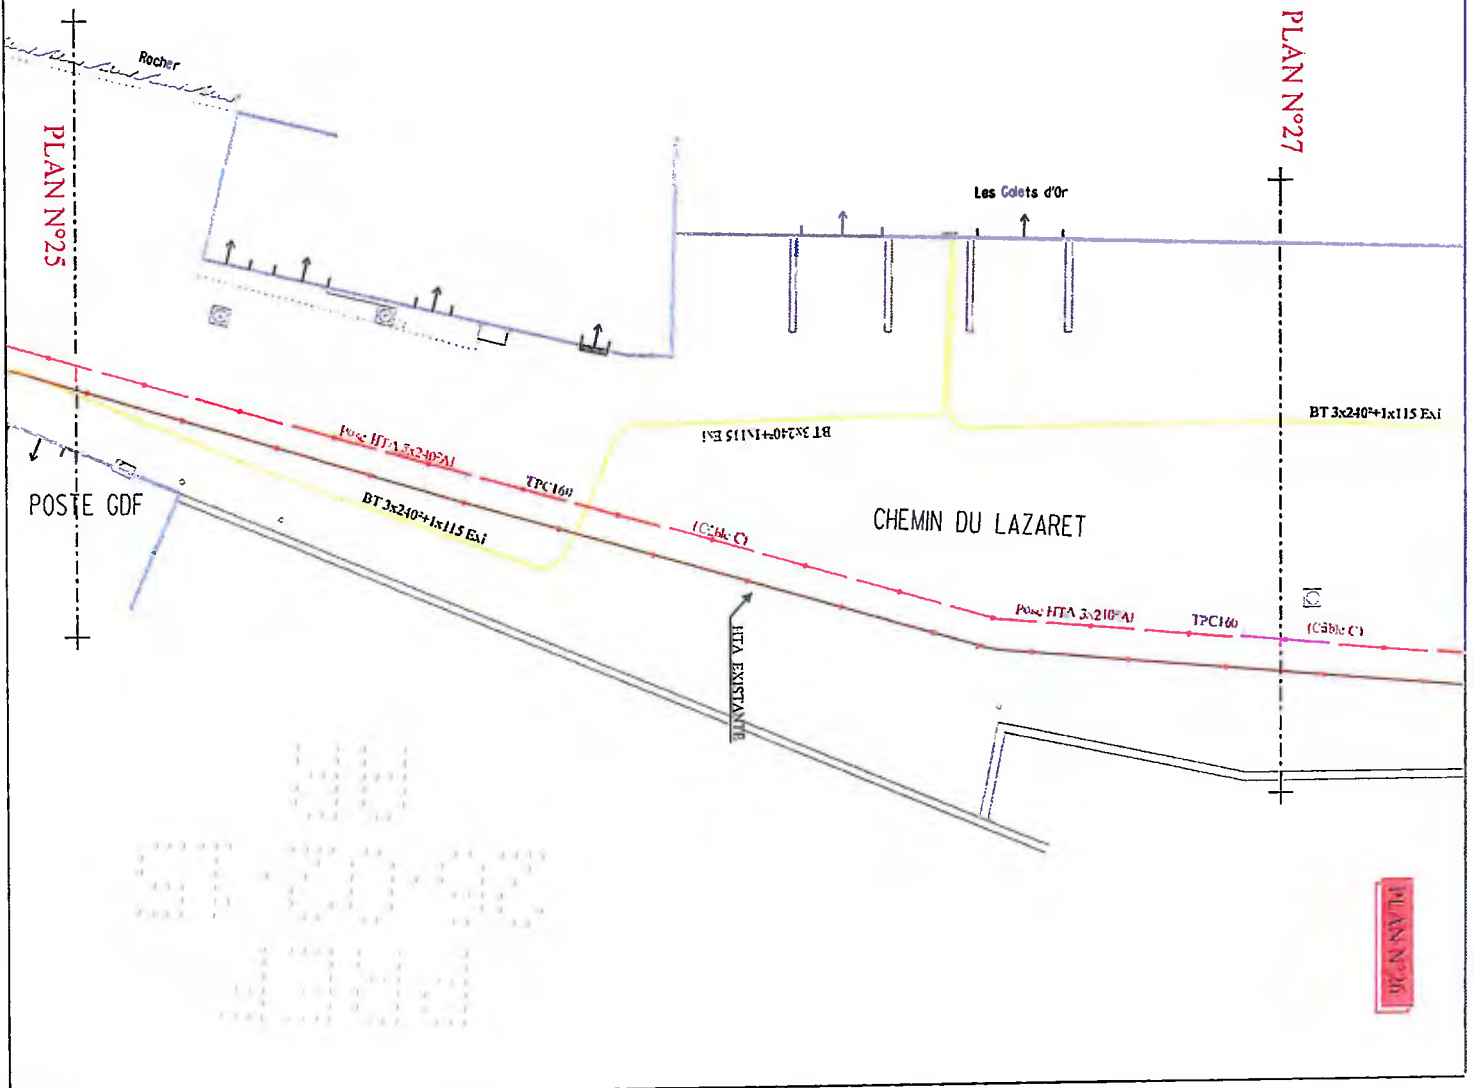 Rocher
PLAN N°25
PLAN N°27
Les Galets d'Or
BT 3x240²+1x115 Exi
BT 3x240²+1x115 Exi
Pose HTA 3x240²Al
TPC160
(Câble C)
BT 3x240²+1x115 Exi
POSTE GDF
CHEMIN DU LAZARET
HTA EXISTANTE
Pose HTA 3x240²Al
TPC160
(Câble C)
PLAN N°26